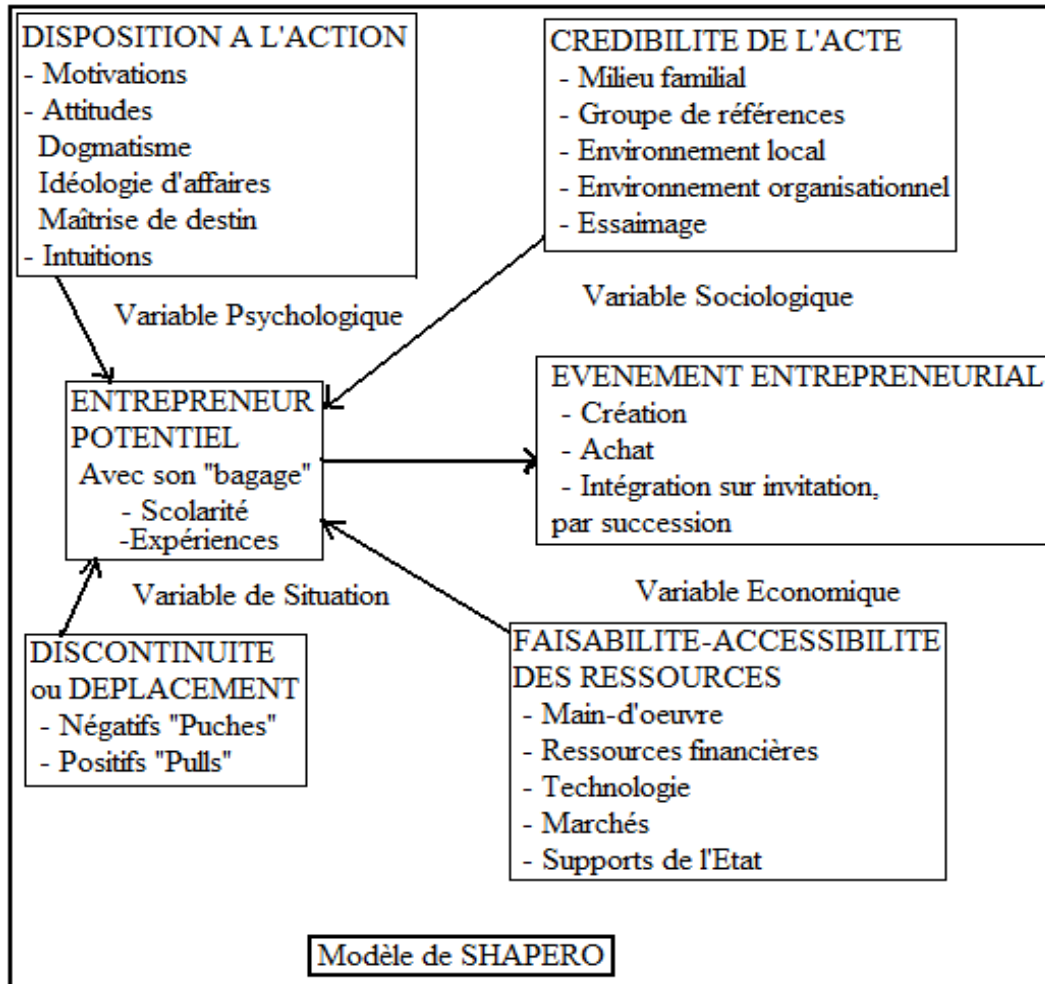 DISPOSITION A L'ACTION
- Motivations
- Attitudes
Dogmatisme
Idéologie d'affaires
Maîtrise de destin
- Intuitions
CREDIBILITE DE L'ACTE
- Milieu familial
- Groupe de références
- Environnement local
- Environnement organisationnel
- Essaimage
Variable Psychologique
Variable Sociologique
ENTREPRENEUR
POTENTIEL
Avec son "bagage"
- Scolarité
-Expériences
EVENEMENT ENTREPRENEURIAL
- Création
- Achat
- Intégration sur invitation,
par succession
Variable de Situation
Variable Economique
DISCONTINUITE
ou DEPLACEMENT
- Négatifs "Puches"
- Positifs "Pulls"
FAISABILITE-ACCESSIBILITE
DES RESSOURCES
- Main-d'oeuvre
- Ressources financières
- Technologie
- Marchés
- Supports de l'Etat
Modèle de SHAPERO